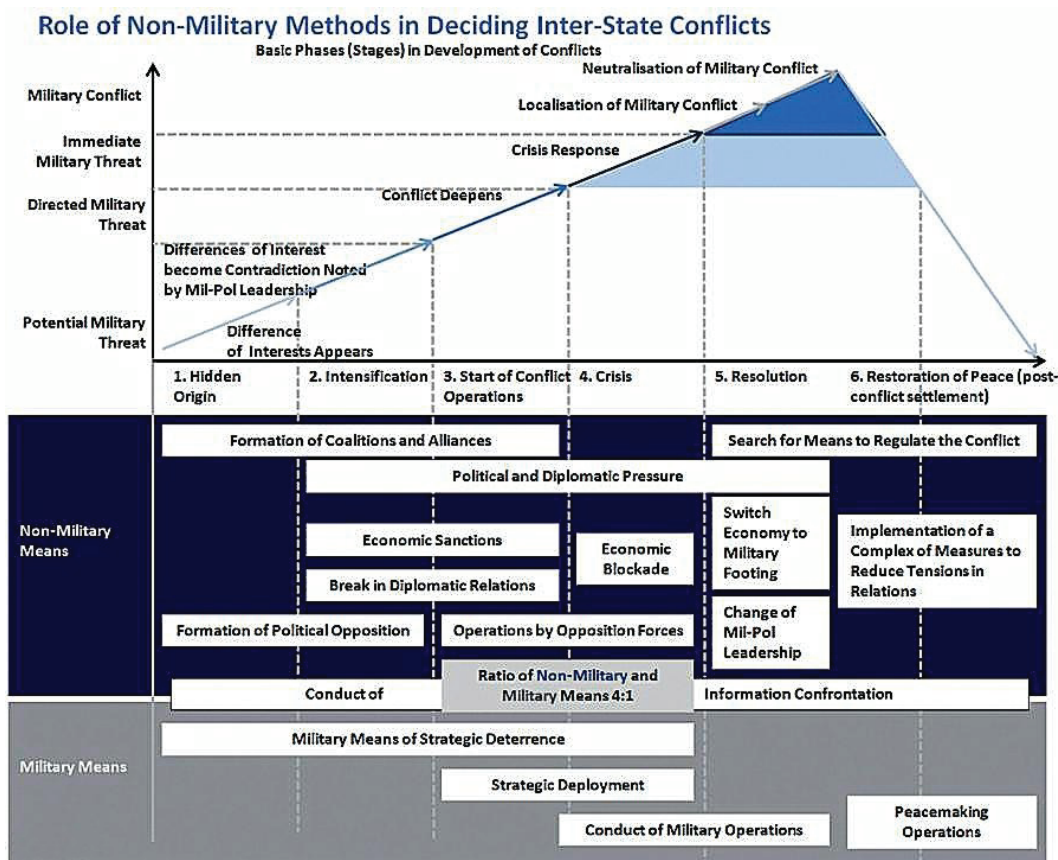 Role of Non-Military Methods in Deciding Inter-State Conflicts
Basic Phases (Stages) in Development of Conflicts
Neutralisation of Military Conflict
Military Conflict
Localisation of Military Conflict
Immediate
Military Threat
Crisis Response
Directed Military
Threat
Conflict Deepens
Differences of Interest
become Contradiction Noted
by Mil-Pol Leadership
Potential Military
Threat
Difference
of Interests Appears
1. Hidden
Origin
2. Intensification
3. Start of Conflict
Operations
4. Crisis
5. Resolution
6. Restoration of Peace (post-
conflict settlement)
Non-Military
Means
Formation of Coalitions and Alliances
Search for Means to Regulate the Conflict
Political and Diplomatic Pressure
Economic Sanctions
Economic
Blockade
Switch
Economy to
Military
Footing
Implementation of a
Complex of Measures to
Reduce Tensions in
Relations
Break in Diplomatic Relations
Formation of Political Opposition
Operations by Opposition Forces
Change of
Mil-Pol
Leadership
Ratio of Non-Military and
Military Means 4:1
Conduct of
Information Confrontation
Military Means
Military Means of Strategic Deterrence
Strategic Deployment
Conduct of Military Operations
Peacemaking
Operations